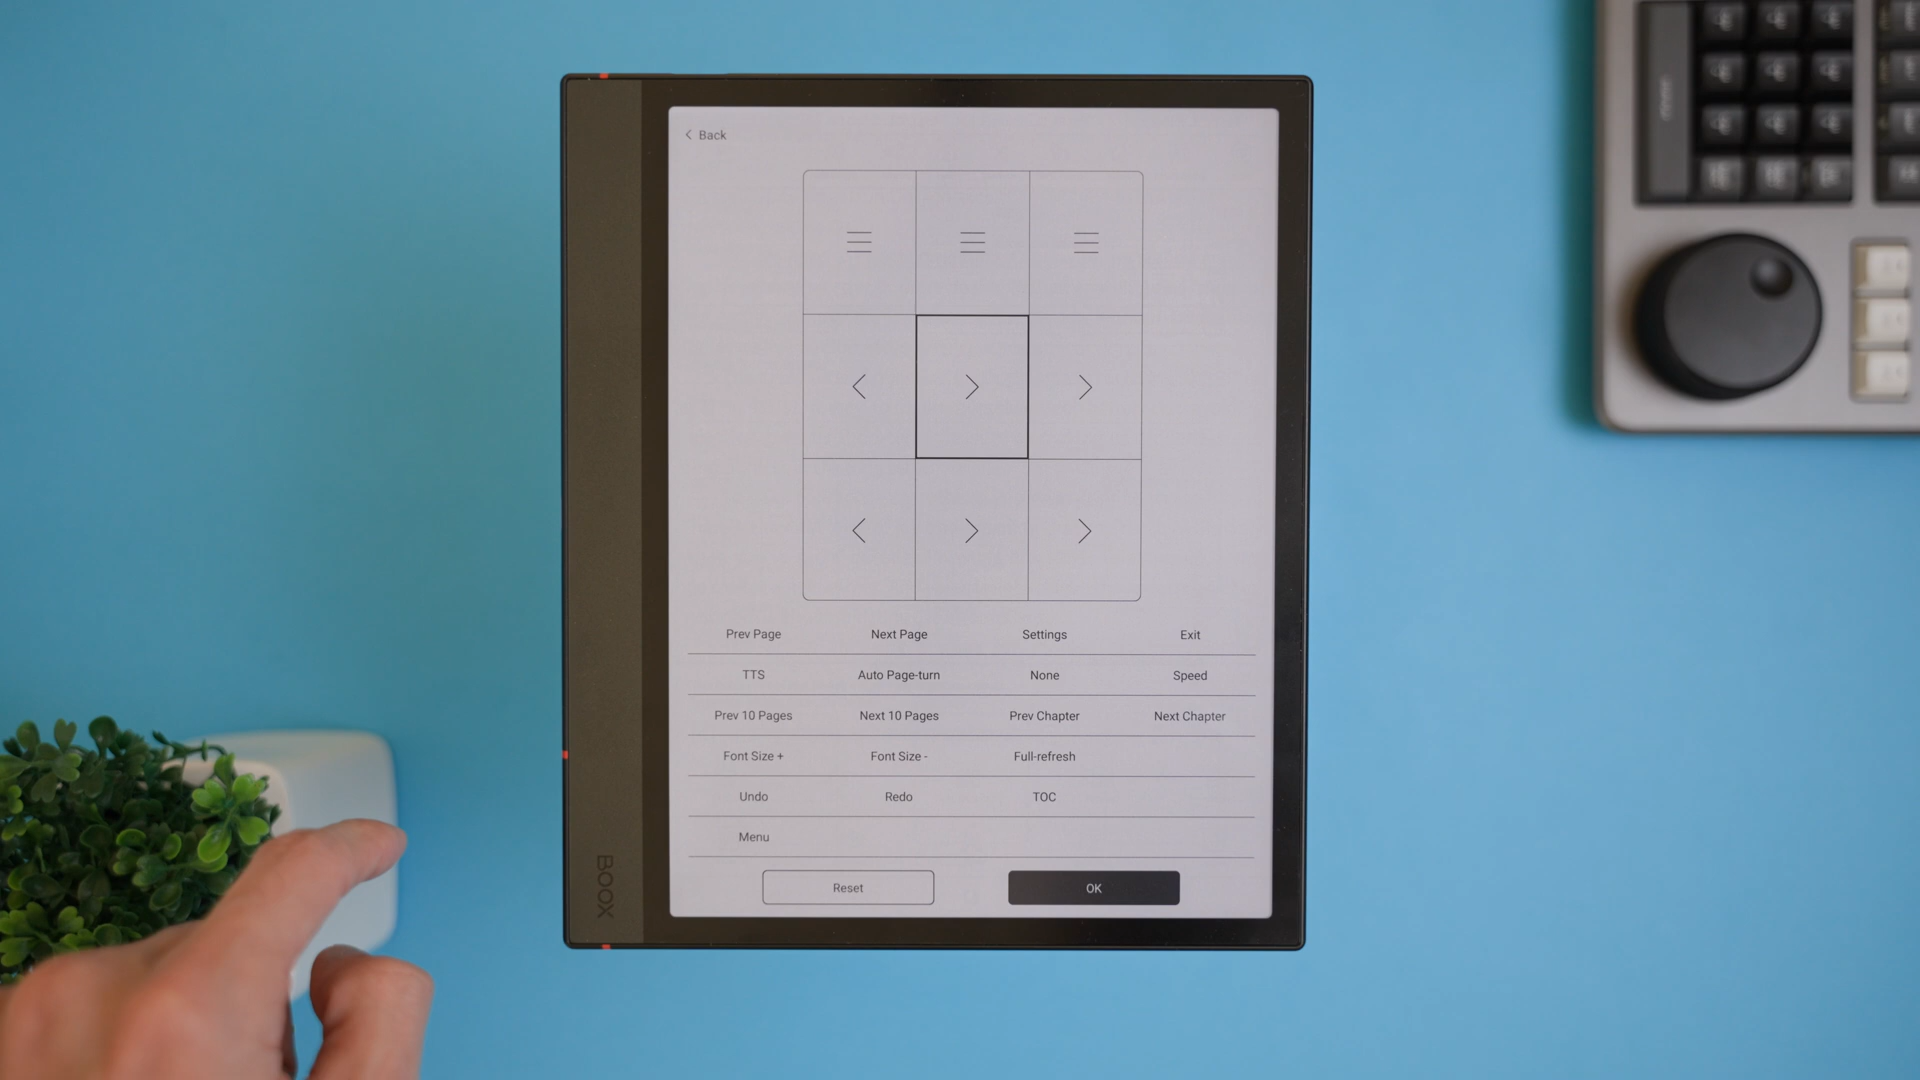 Back
Prev Page Next Page Settings Exit
TTS Auto Page-turn None Speed
Prev 10 Pages Next 10 Pages Prev Chapter Next Chapter
Font Size + Font Size - Full-refresh
Undo Redo TOC
Menu
Reset OK
BOOX